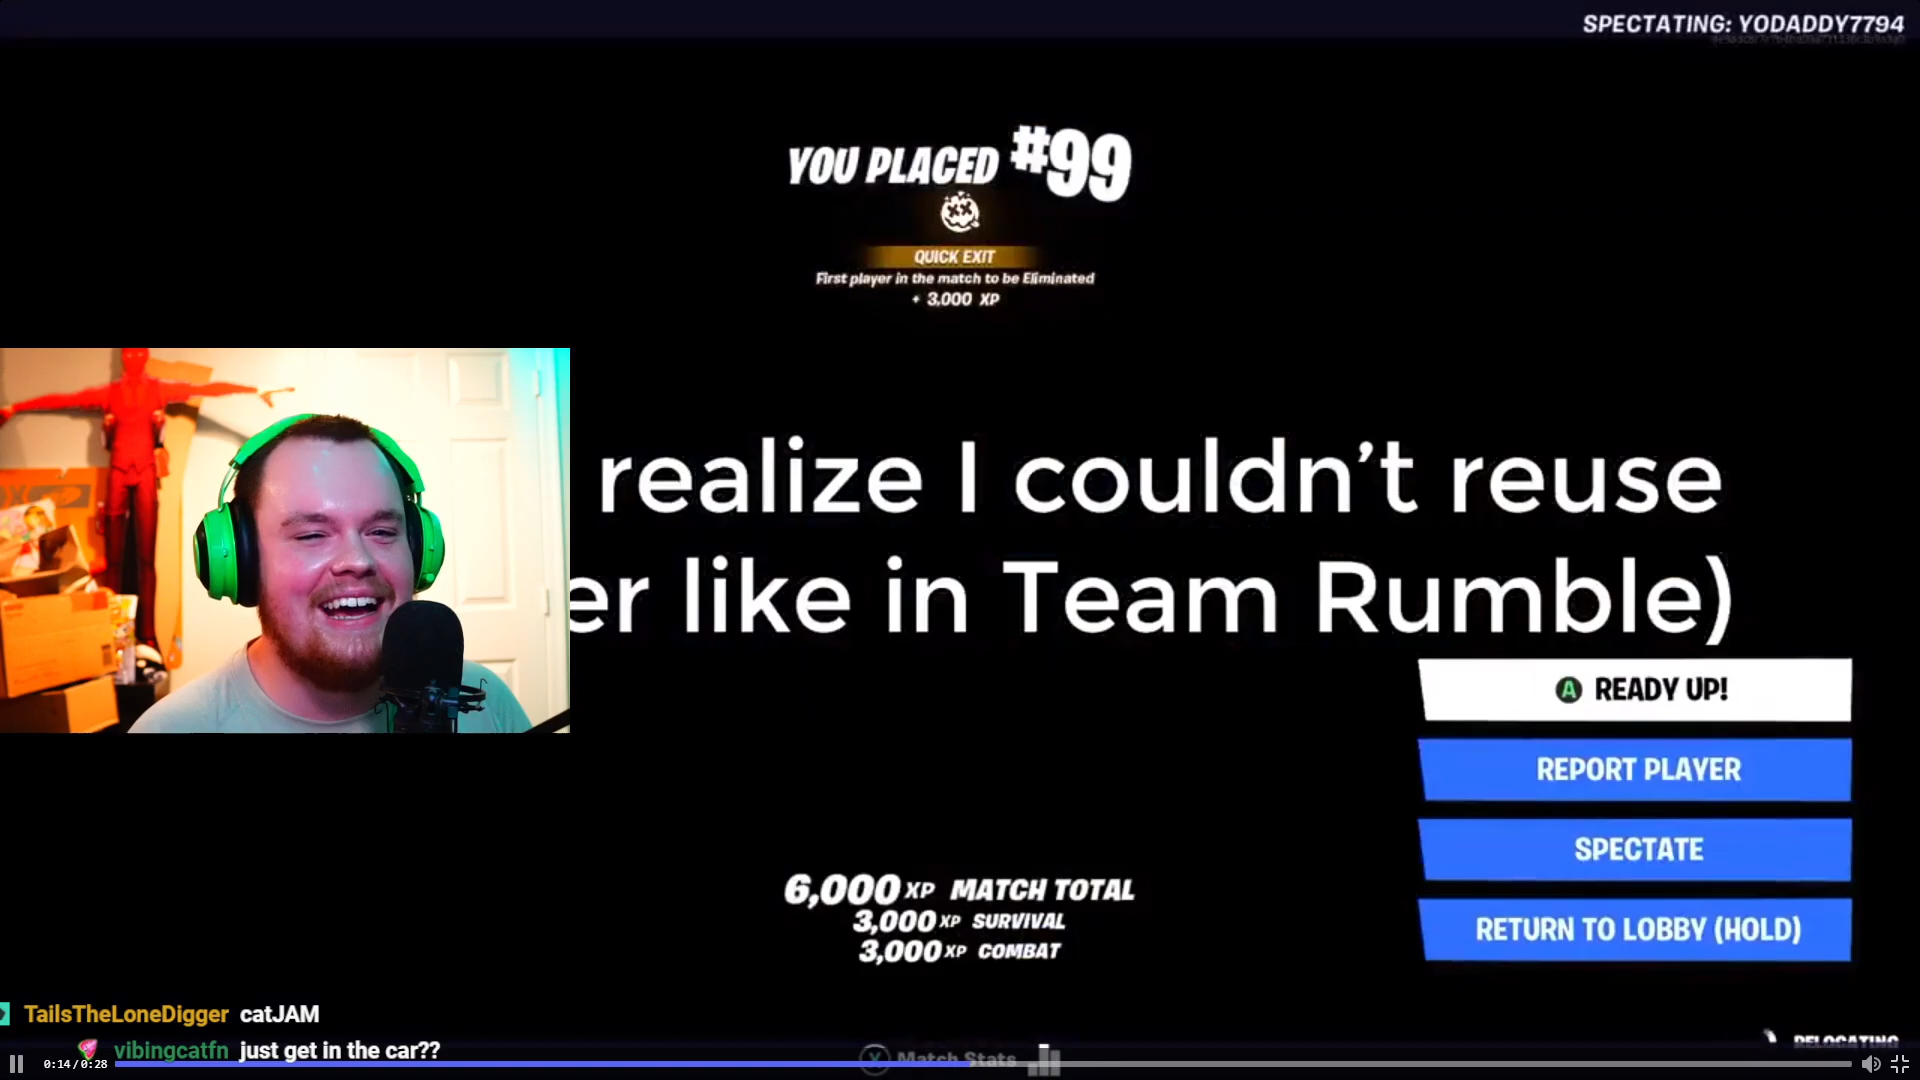 SPECTATING: YODADDY7794
YOU PLACED #99
QUICK EXIT
First player in the match to be Eliminated
+ 3,000 XP
realize I couldn’t reuse
er like in Team Rumble)
A READY UP!
REPORT PLAYER
SPECTATE
RETURN TO LOBBY (HOLD)
6,000 XP MATCH TOTAL
3,000 XP SURVIVAL
3,000 XP COMBAT
TailsTheLoneDigger catJAM
vibingcatfn just get in the car??
0:14/0:28
X Match Stats
RELOCATING